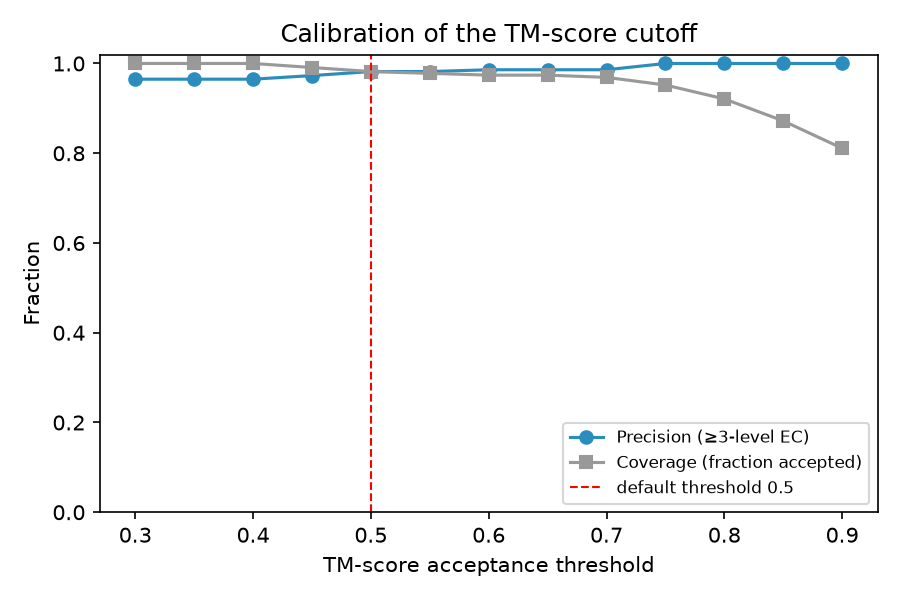 Calibration of the TM-score cutoff
Fraction
1.0
0.8
0.6
0.4
0.2
0.0
Precision (≥3-level EC)
Coverage (fraction accepted)
default threshold 0.5
0.3 0.4 0.5 0.6 0.7 0.8 0.9
TM-score acceptance threshold